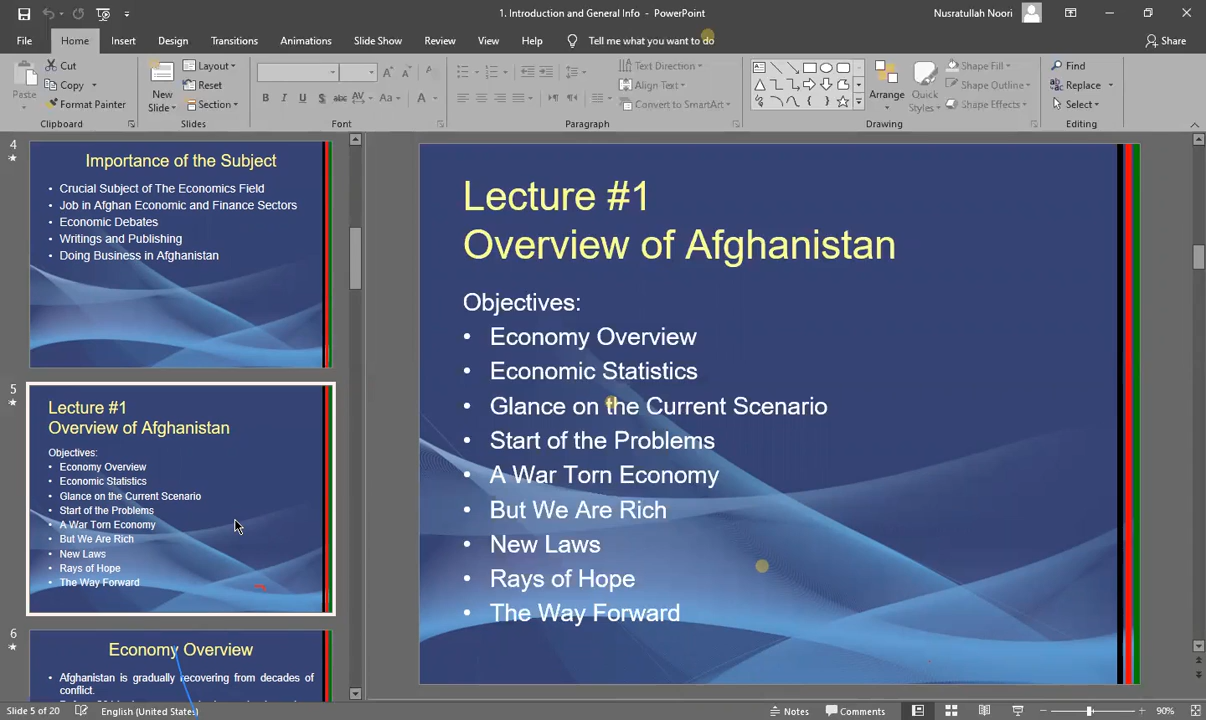 1. Introduction and General Info - PowerPoint
Nusratullah Noori
File
Home
Insert
Design
Transitions
Animations
Slide Show
Review
View
Help
Tell me what you want to do
Share
Paste
Cut
Copy
Format Painter
Clipboard
New
Slide
Layout
Reset
Section
Slides
B
I
U
S
abc
AV
Aa
A
Font
Text Direction
Align Text
Convert to SmartArt
Paragraph
Arrange
Quick
Styles
Shape Fill
Shape Outline
Shape Effects
Drawing
Find
Replace
Select
Editing
4
Importance of the Subject
• Crucial Subject of The Economics Field
• Job in Afghan Economic and Finance Sectors
• Economic Debates
• Writings and Publishing
• Doing Business in Afghanistan
5
Lecture #1
Overview of Afghanistan
Objectives:
• Economy Overview
• Economic Statistics
• Glance on the Current Scenario
• Start of the Problems
• A War Torn Economy
• But We Are Rich
• New Laws
• Rays of Hope
• The Way Forward
6
Economy Overview
• Afghanistan is gradually recovering from decades of
conflict.
Lecture #1
Overview of Afghanistan
Objectives:
• Economy Overview
• Economic Statistics
• Glance on the Current Scenario
• Start of the Problems
• A War Torn Economy
• But We Are Rich
• New Laws
• Rays of Hope
• The Way Forward
Slide 5 of 20
English (United States)
Notes
Comments
90%